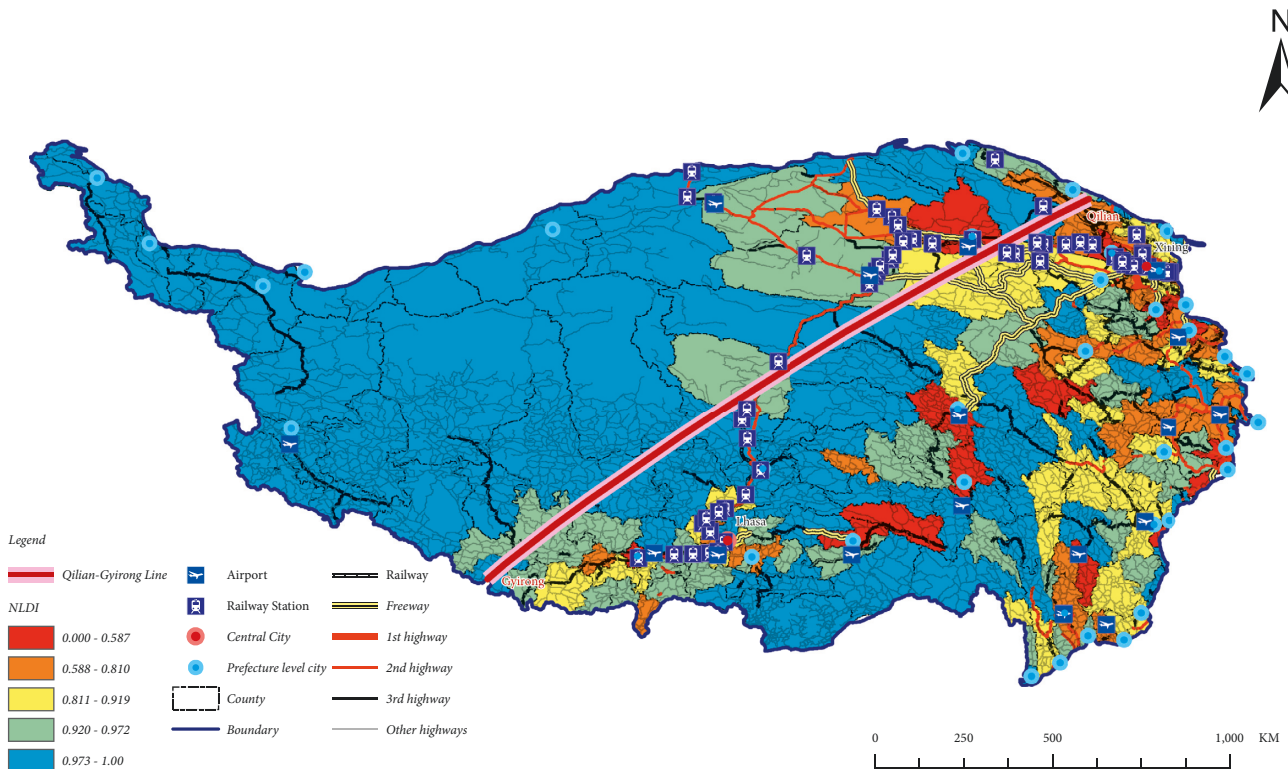 N
Qilian
Xiring
Lhasa
Gyirong
Legend
Qilian-Gyirong Line
Airport
Railway
NLDI
Railway Station
Freeway
0.000 - 0.587
Central City
1st highway
0.588 - 0.810
Prefecture level city
2nd highway
0.811 - 0.919
County
3rd highway
0.920 - 0.972
Boundary
Other highways
0.973 - 1.00
0 250 500 1,000 KM